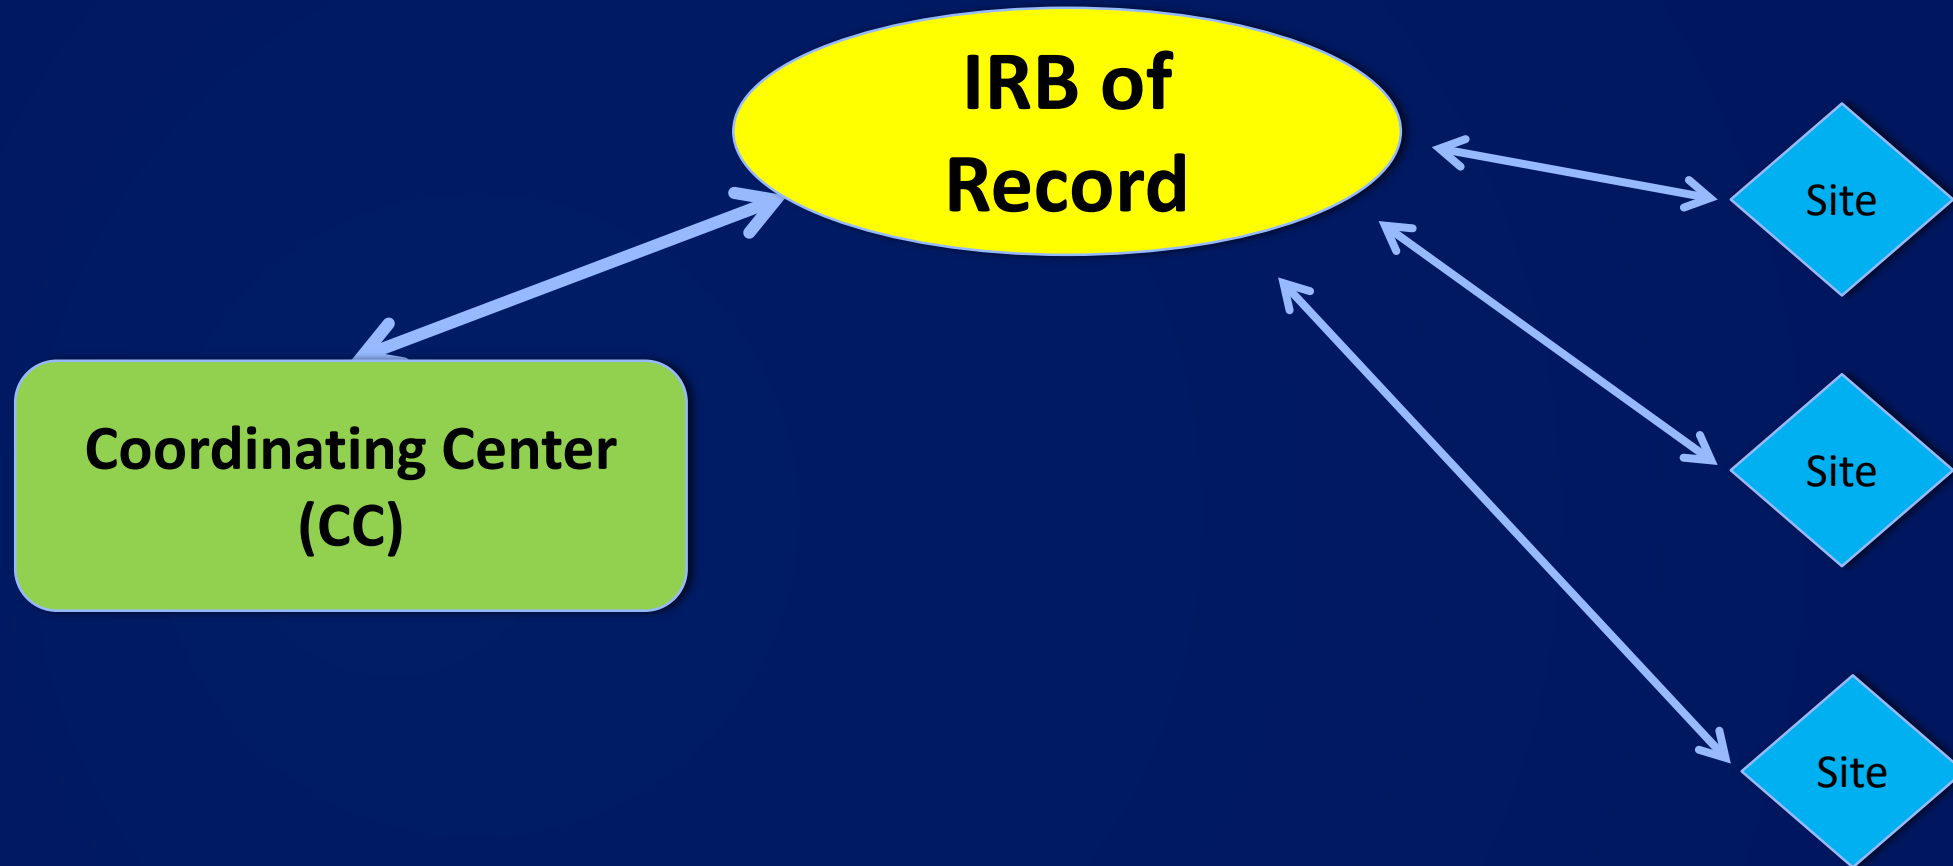 IRB of
Record
Site
Coordinating Center
(CC)
Site
Site